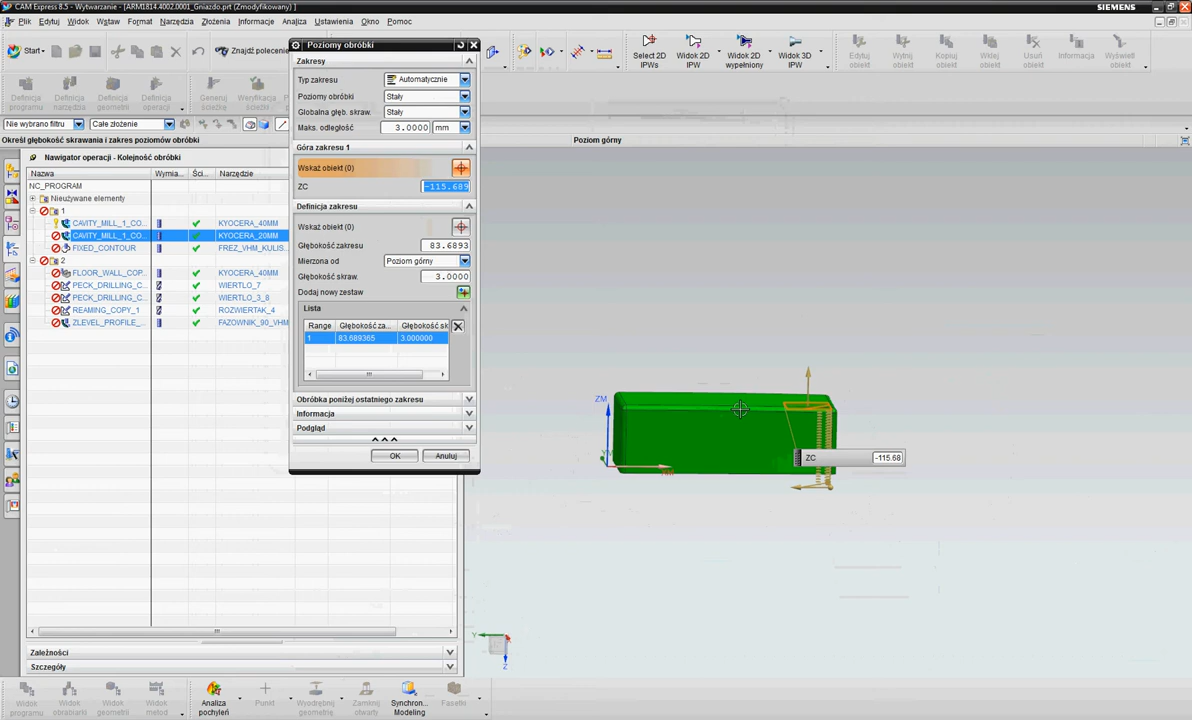 CAM Express 8.5 - Wytwarzanie - [ARM1814.4002.0001_Gniazdo.prt (Zmodyfikowany) ]
SIEMENS
Plik Edytuj Widok Wstaw Format Narzędzia Złożenia Informacje Analiza Ustawienia Okno Pomoc
Start
Znajdź polecenie
Select 2D IPWs
Widok 2D IPW
Widok 2D wypełniony
Widok 3D IPW
Edytuj obiekt
Wytnij obiekt
Kopiuj obiekt
Wklej obiekt
Usuń obiekt
Informacja
Wyświetl obiekt
Definicja programu
Definicja narzędzia
Definicja geometrii
Definicja operacji
Generuj ścieżkę
Weryfikacja
Nie wybrano filtru
Całe złożenie
Określ głębokość skrawania i zakres poziomów obróbki
Poziom górny
Nawigator operacji - Kolejność obróbki
Nazwa Wymia... Ści... Narzędzie
NC_PROGRAM
Nieużywane elementy
1
CAVITY_MILL_1_CO... KYOCERA_40MM
CAVITY_MILL_1_CO... KYOCERA_20MM
FIXED_CONTOUR FREZ_VHM_KULIS...
2
FLOOR_WALL_COP... KYOCERA_40MM
PECK_DRILLING_C... WIERTLO_7
PECK_DRILLING_C... WIERTLO_3_8
REAMING_COPY_1 ROZWIERTAK_4
ZLEVEL_PROFILE_... FAZOWNIK_90_VHM
Zależności
Szczegóły
Poziomy obróbki
Zakresy
Typ zakresu Automatycznie
Poziomy obróbki Stały
Globalna głęb. skraw. Stały
Maks. odległość 3.0000 mm
Góra zakresu 1
Wskaż obiekt (0)
ZC -115.689
Definicja zakresu
Wskaż obiekt (0)
Głębokość zakresu 83.6893
Mierzona od Poziom górny
Głębokość skraw. 3.0000
Dodaj nowy zestaw
Lista
Range Głębokość za... Głębokość sk
1 83.689365 3.000000
Obróbka poniżej ostatniego zakresu
Informacja
Podgląd
OK Anuluj
ZM
YM
ZC -115.68
Y
Z
Widok programu
Widok obrabiarki
Widok geometrii
Widok metod
Analiza pochyleń
Punkt
Wyodrębnij geometrię
Zamknij otwarty
Synchron... Modeling
Fasetki